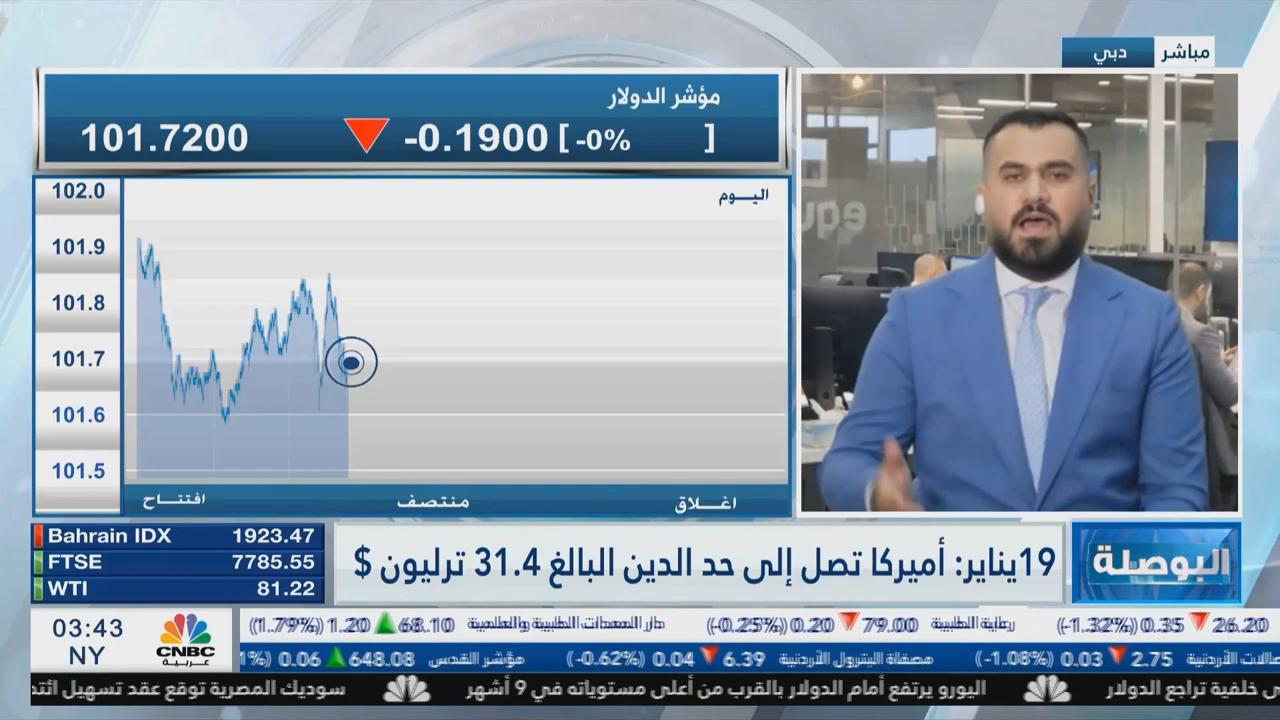 مباشر دبي
مؤشر الدولار
101.7200 -0.1900 [ -0% ]
اليـــوم
102.0
101.9
101.8
101.7
101.6
101.5
افتتاح منتصف اغـلاق
equ
Bahrain IDX 1923.47
FTSE 7785.55
WTI 81.22
19يناير: أميركا تصل إلى حد الدين البالغ 31.4 ترليون $
البوصلة
03:43
NY
CNBC
عربية
26.20 0.35 (-1.32%)
رعاية الطبية 79.00 0.20 (-0.25%)
دار المعدات الطبية والعلمية 68.10 1.20 (1.79%)
2.75 0.03 (-1.08%)
مصفاة البترول الأردنية 6.39 0.04 (-0.62%)
مؤشر القدس 648.08 0.06
خلفية تراجع الدولار
اليورو يرتفع أمام الدولار بالقرب من أعلى مستوياته في 9 أشهر
سوديك المصرية توقع عقد تسهيل